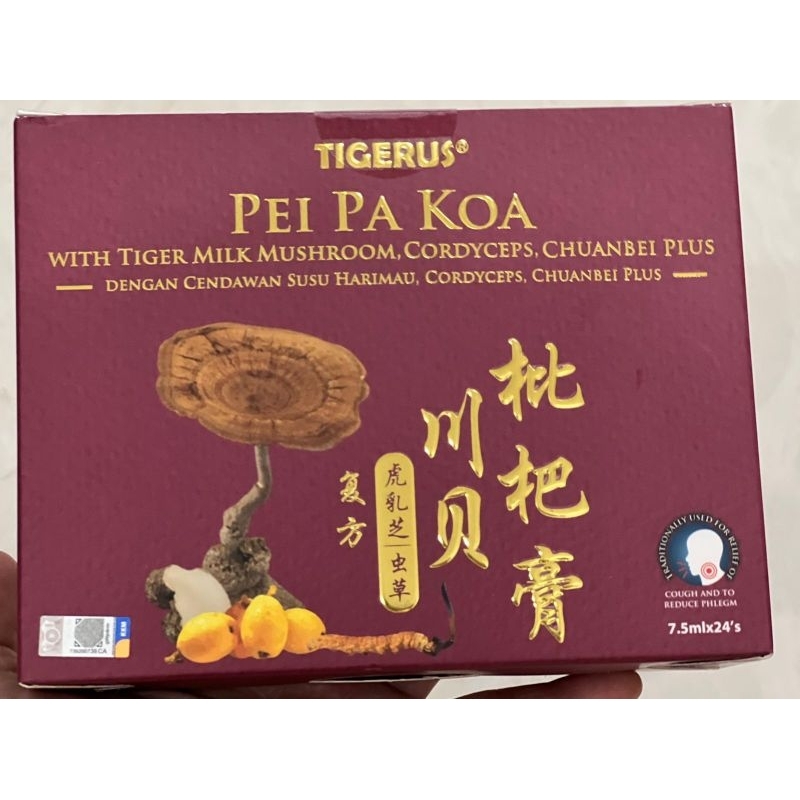 TIGERUS®
PEI PA KOA
WITH TIGER MILK MUSHROOM, CORDYCEPS, CHUANBEI PLUS
DENGAN CENDAWAN SUSU HARIMAU, CORDYCEPS, CHUANBEI PLUS
枇杷膏
川贝
虎乳芝|虫草
复方
TRADITIONALLY USED FOR RELIEF OF
COUGH AND TO
REDUCE PHLEGM
7.5mlx24's